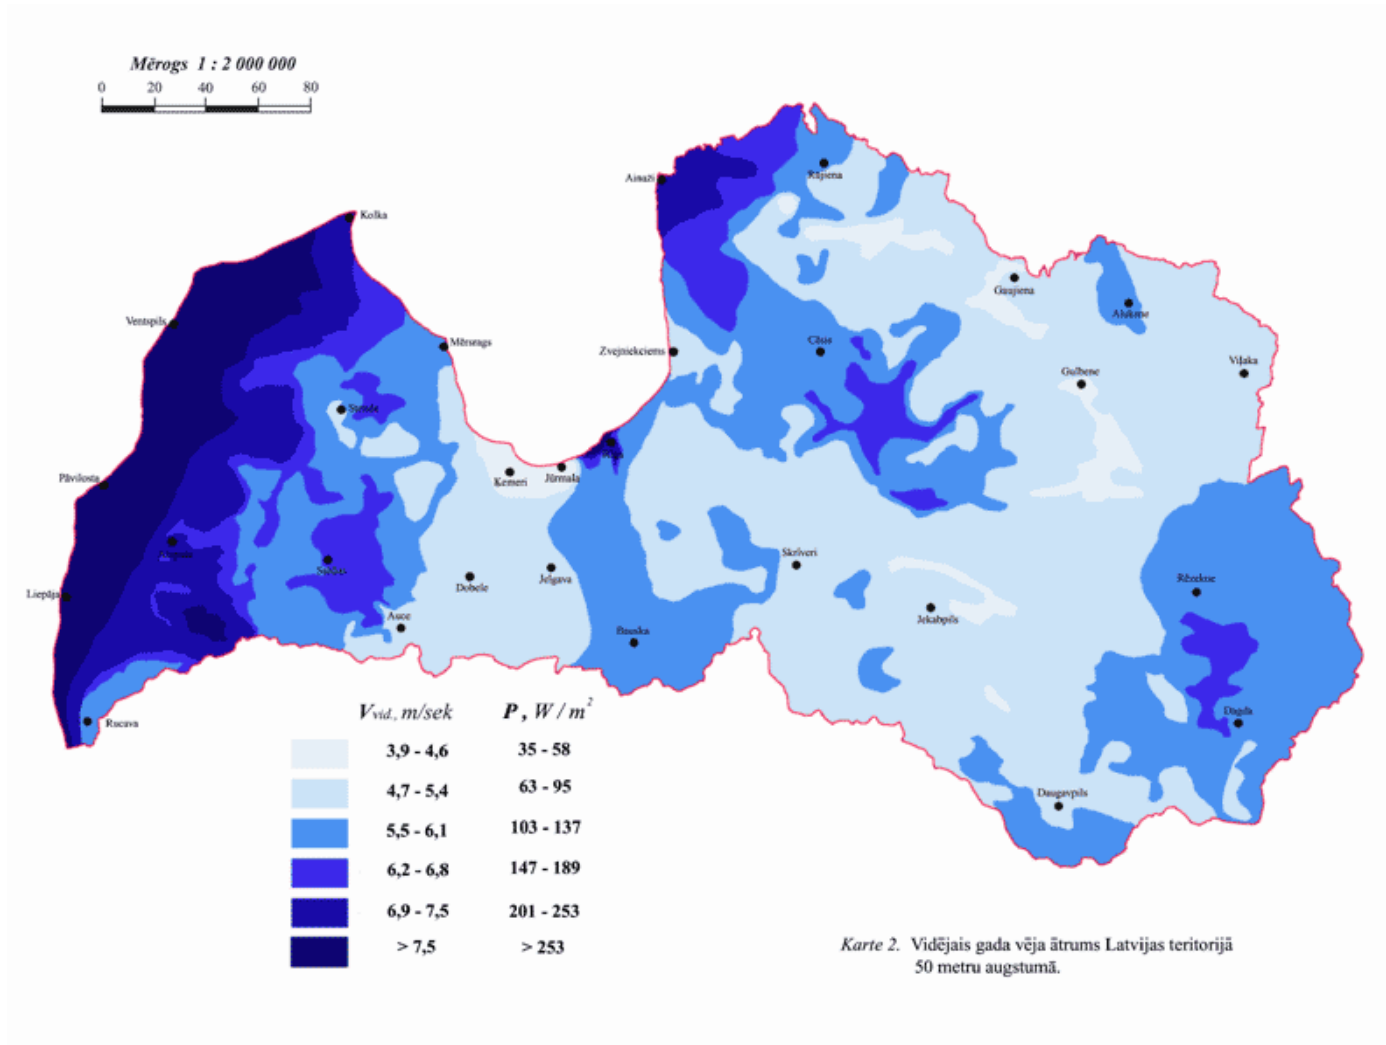 Mērogs 1 : 2 000 000
0 20 40 60 80
Ainaži
Rūjiena
Kolka
Gaujiena
Alūksne
Ventspils
Mērsrags
Zvejniekciems
Cēsis
Viļaka
Gulbene
Stende
Rīga
Pāvilosta
Ķemeri
Jūrmala
Skrīveri
Saldus
Dobele
Jelgava
Rēzekne
Liepāja
Auce
Jēkabpils
Bauska
Rucava
Dagda
Daugavpils
Vvid., m/sek P , W / m²
3,9 - 4,6 35 - 58
4,7 - 5,4 63 - 95
5,5 - 6,1 103 - 137
6,2 - 6,8 147 - 189
6,9 - 7,5 201 - 253
> 7,5 > 253
Karte 2. Vidējais gada vēja ātrums Latvijas teritorijā
50 metru augstumā.